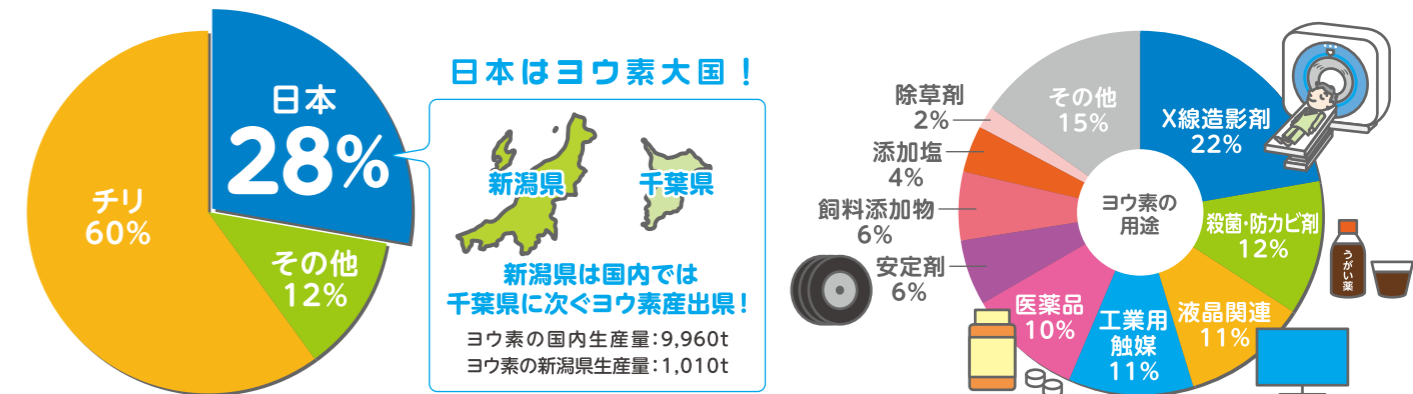 日本
28%
チリ
60%
その他
12%
日本はヨウ素大国！
新潟県
千葉県
新潟県は国内では
千葉県に次ぐヨウ素産出県！
ヨウ素の国内生産量：9,960t
ヨウ素の新潟県生産量：1,010t
ヨウ素の
用途
X線造影剤
22%
殺菌・防カビ剤
12%
うがい薬
液晶関連
11%
工業用
触媒
11%
医薬品
10%
安定剤
6%
飼料添加物
6%
添加塩
4%
除草剤
2%
その他
15%